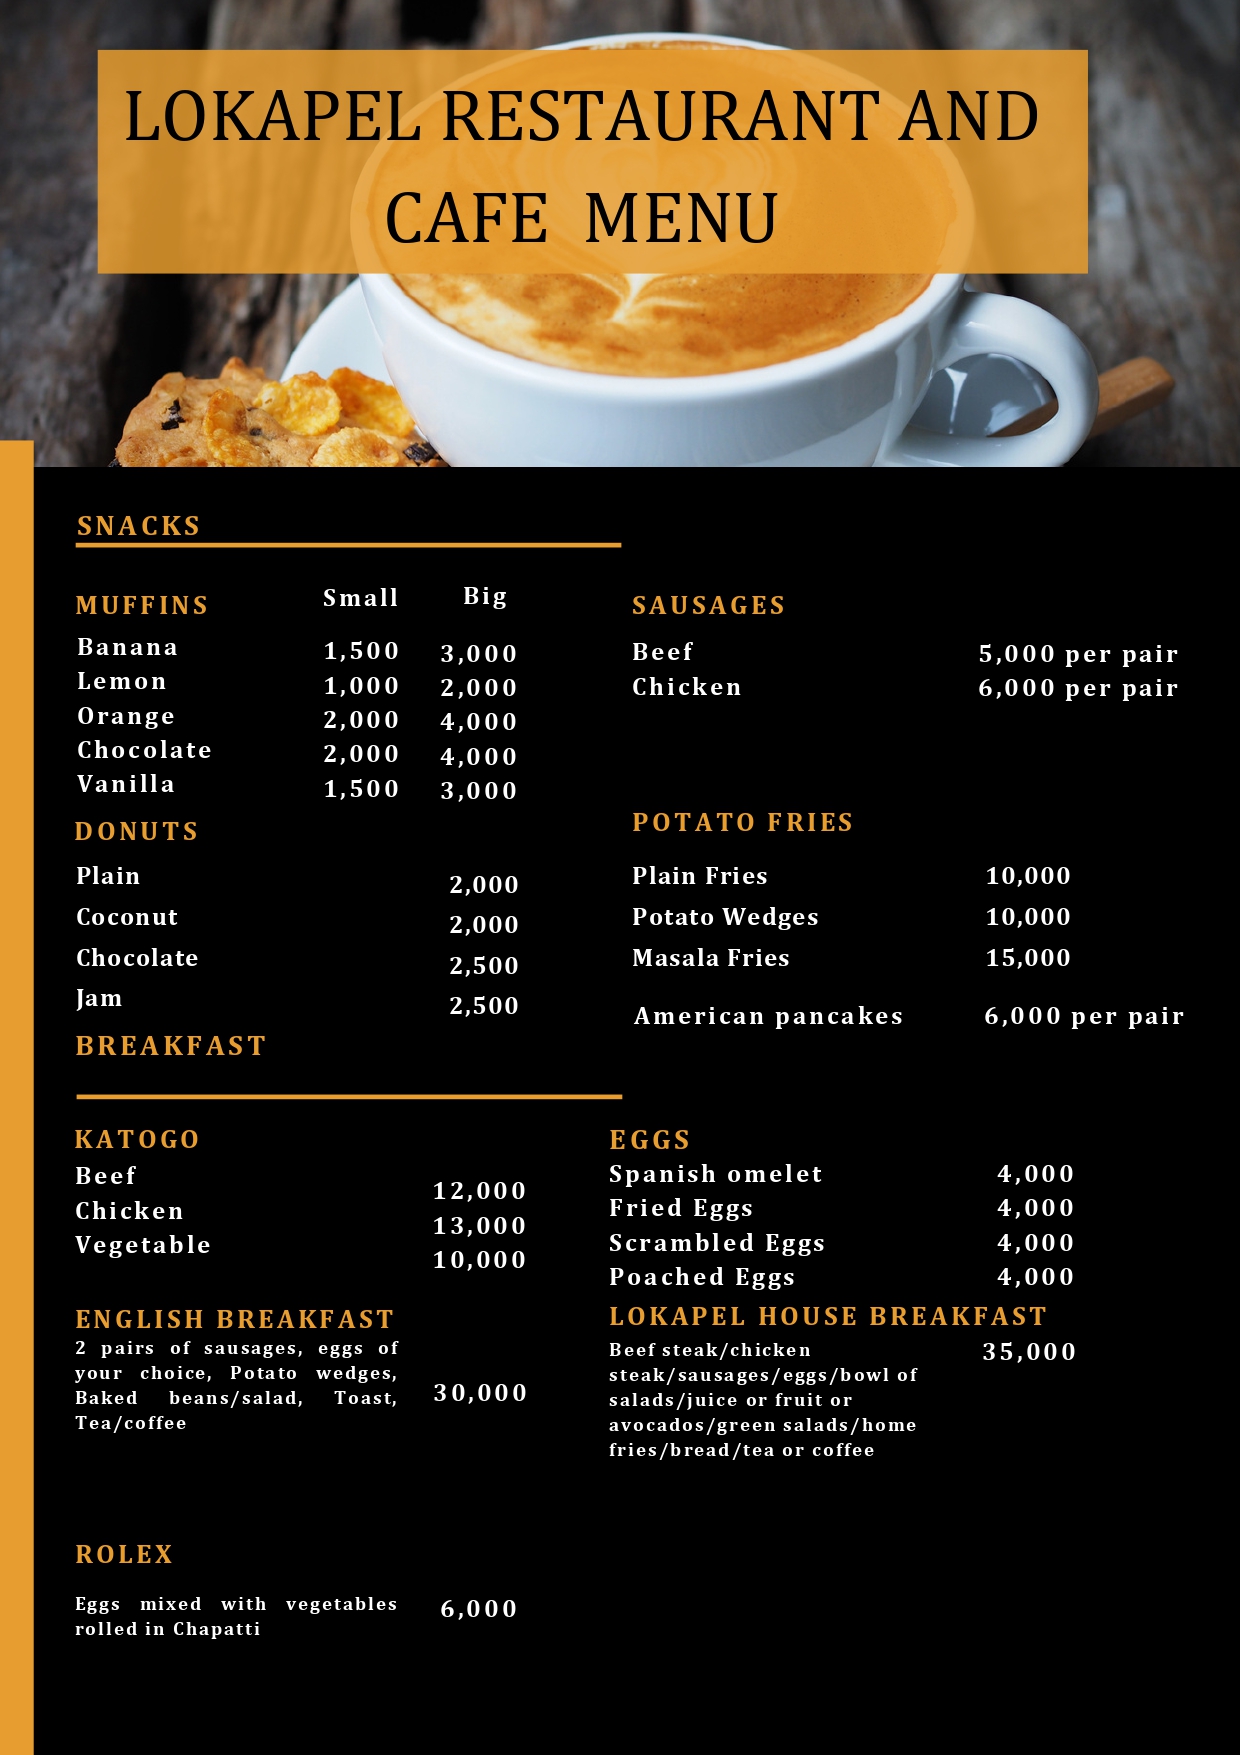 LOKAPEL RESTAURANT AND
CAFE MENU
SNACKS
MUFFINS Small Big
Banana 1,500 3,000
Lemon 1,000 2,000
Orange 2,000 4,000
Chocolate 2,000 4,000
Vanilla 1,500 3,000
DONUTS
Plain 2,000
Coconut 2,000
Chocolate 2,500
Jam 2,500
SAUSAGES
Beef 5,000 per pair
Chicken 6,000 per pair
POTATO FRIES
Plain Fries 10,000
Potato Wedges 10,000
Masala Fries 15,000
American pancakes 6,000 per pair
BREAKFAST
KATOGO
Beef 12,000
Chicken 13,000
Vegetable 10,000
ENGLISH BREAKFAST
2 pairs of sausages, eggs of
your choice, Potato wedges,
Baked beans/salad, Toast, 30,000
Tea/coffee
ROLEX
Eggs mixed with vegetables 6,000
rolled in Chapatti
EGGS
Spanish omelet 4,000
Fried Eggs 4,000
Scrambled Eggs 4,000
Poached Eggs 4,000
LOKAPEL HOUSE BREAKFAST
Beef steak/chicken 35,000
steak/sausages/eggs/bowl of
salads/juice or fruit or
avocados/green salads/home
fries/bread/tea or coffee